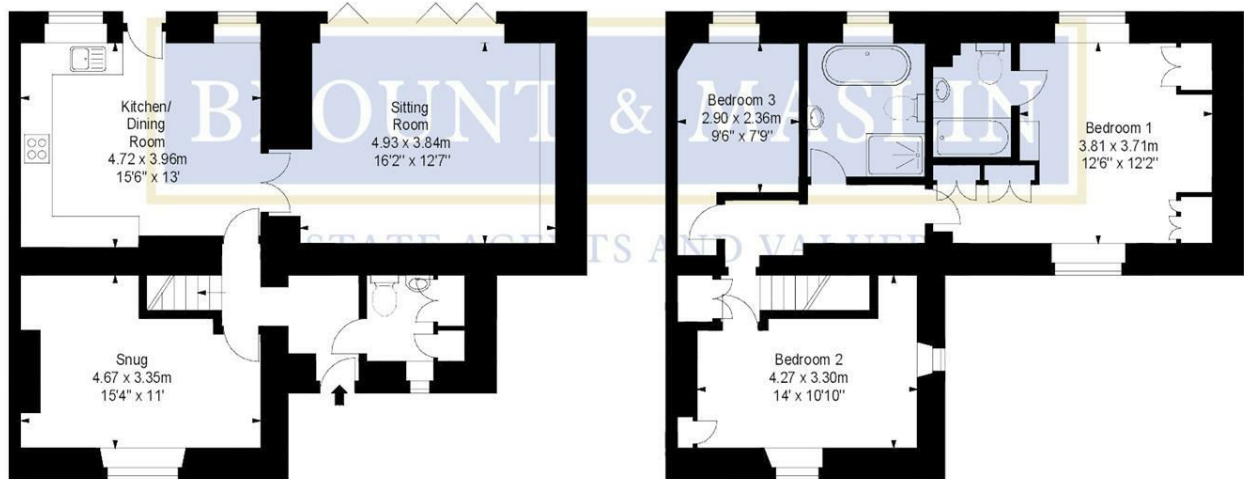 Kitchen/
Dining
Room
4.72 x 3.96m
15'6" x 13'
Sitting
Room
4.93 x 3.84m
16'2" x 12'7"
Snug
4.67 x 3.35m
15'4" x 11'
Bedroom 3
2.90 x 2.36m
9'6" x 7'9"
Bedroom 1
3.81 x 3.71m
12'6" x 12'2"
Bedroom 2
4.27 x 3.30m
14' x 10'10"
BLOUNT & MASLIN
ESTATE AGENTS AND VALUERS